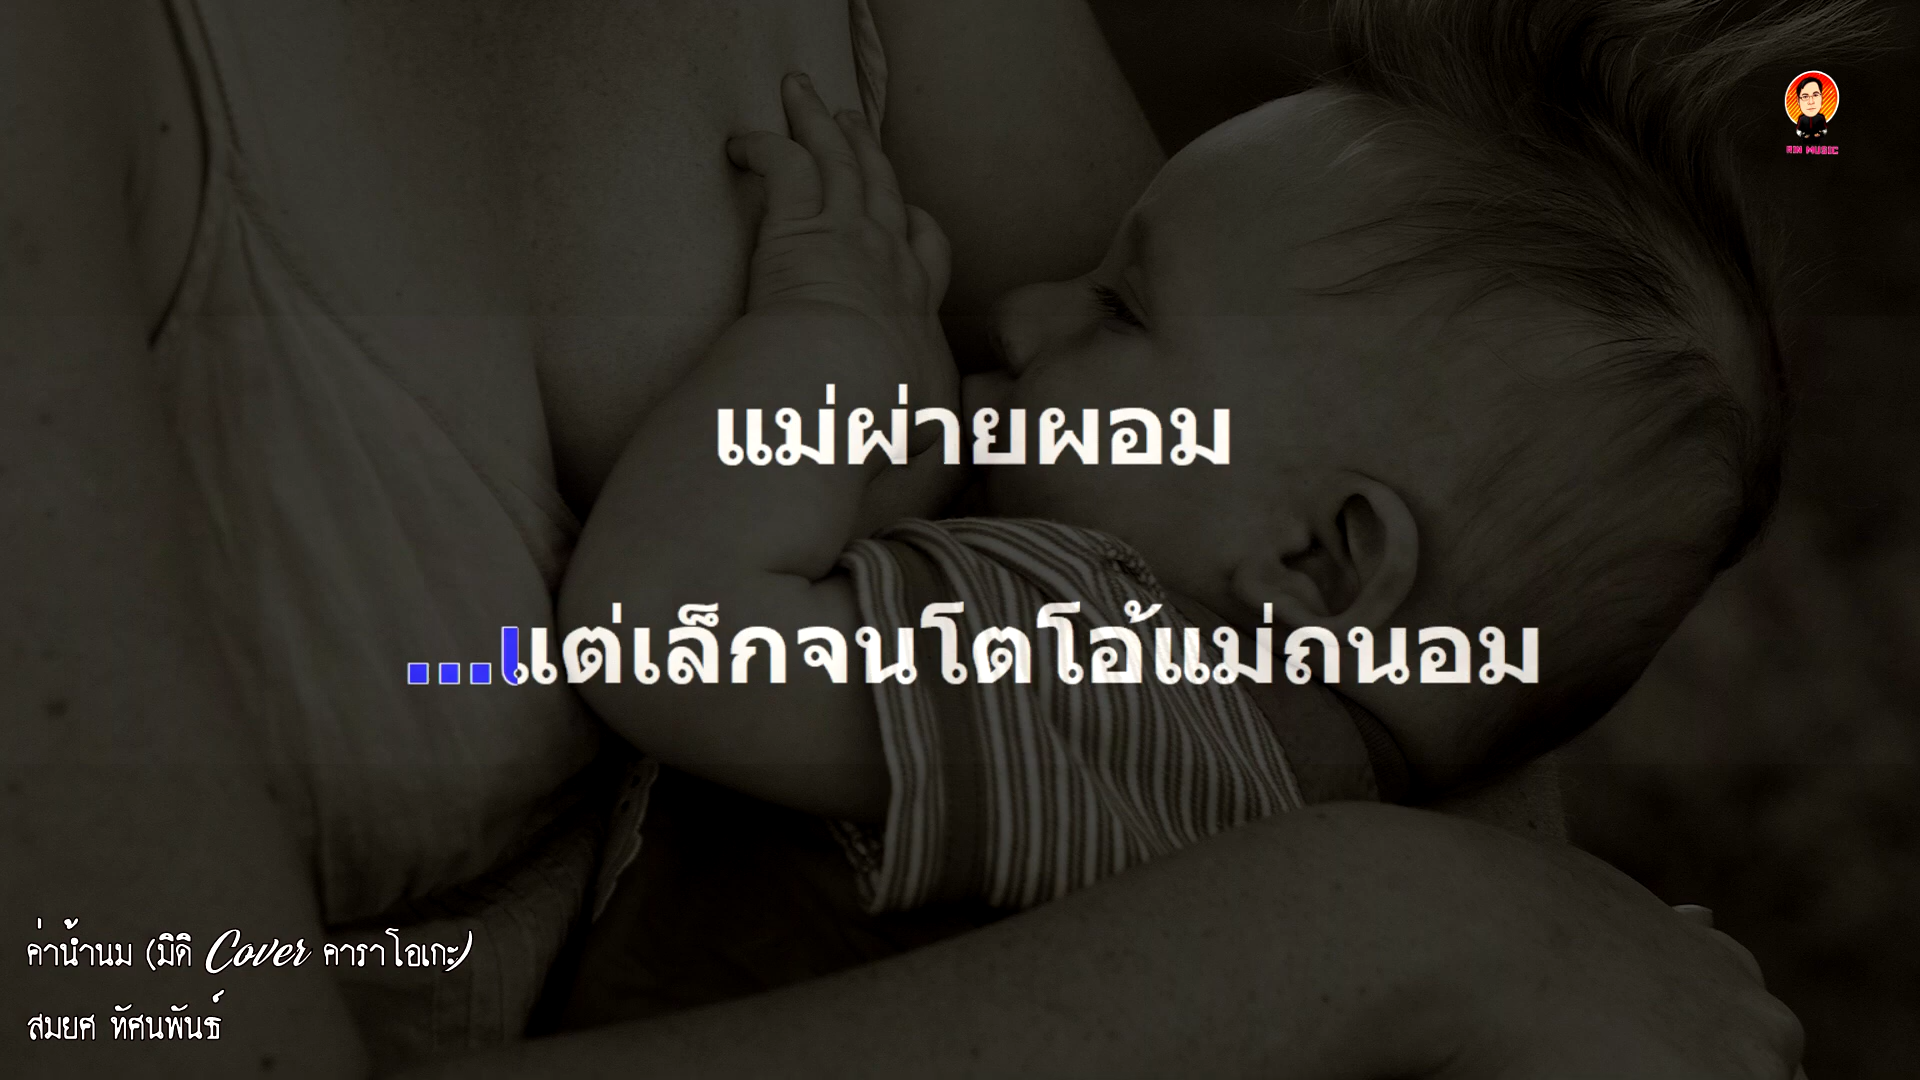 RIN MUSIC
แม่ผ่ายผอม
...แต่เล็กจนโตโอ้แม่ถนอม
ค่าน้ำนม (มิดิ Cover คาราโอเกะ)
สมยศ ทัศนพันธ์